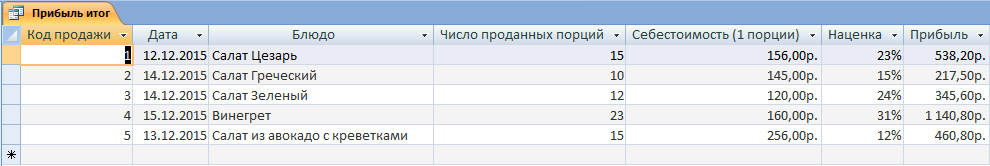 Прибыль итог
Код продажи Дата Блюдо Число проданных порций Себестоимость (1 порции) Наценка Прибыль
1 12.12.2015 Салат Цезарь 15 156,00р. 23% 538,20р.
2 14.12.2015 Салат Греческий 10 145,00р. 15% 217,50р.
3 14.12.2015 Салат Зеленый 12 120,00р. 24% 345,60р.
4 15.12.2015 Винегрет 23 160,00р. 31% 1 140,80р.
5 13.12.2015 Салат из авокадо с креветками 15 256,00р. 12% 460,80р.